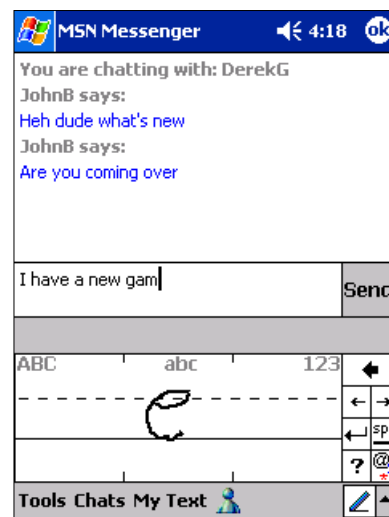 MSN Messenger 4:18 ok
You are chatting with: DerekG
JohnB says:
Heh dude what's new
JohnB says:
Are you coming over
I have a new gam
Send
ABC abc 123
e
sp
? @ *
Tools Chats My Text